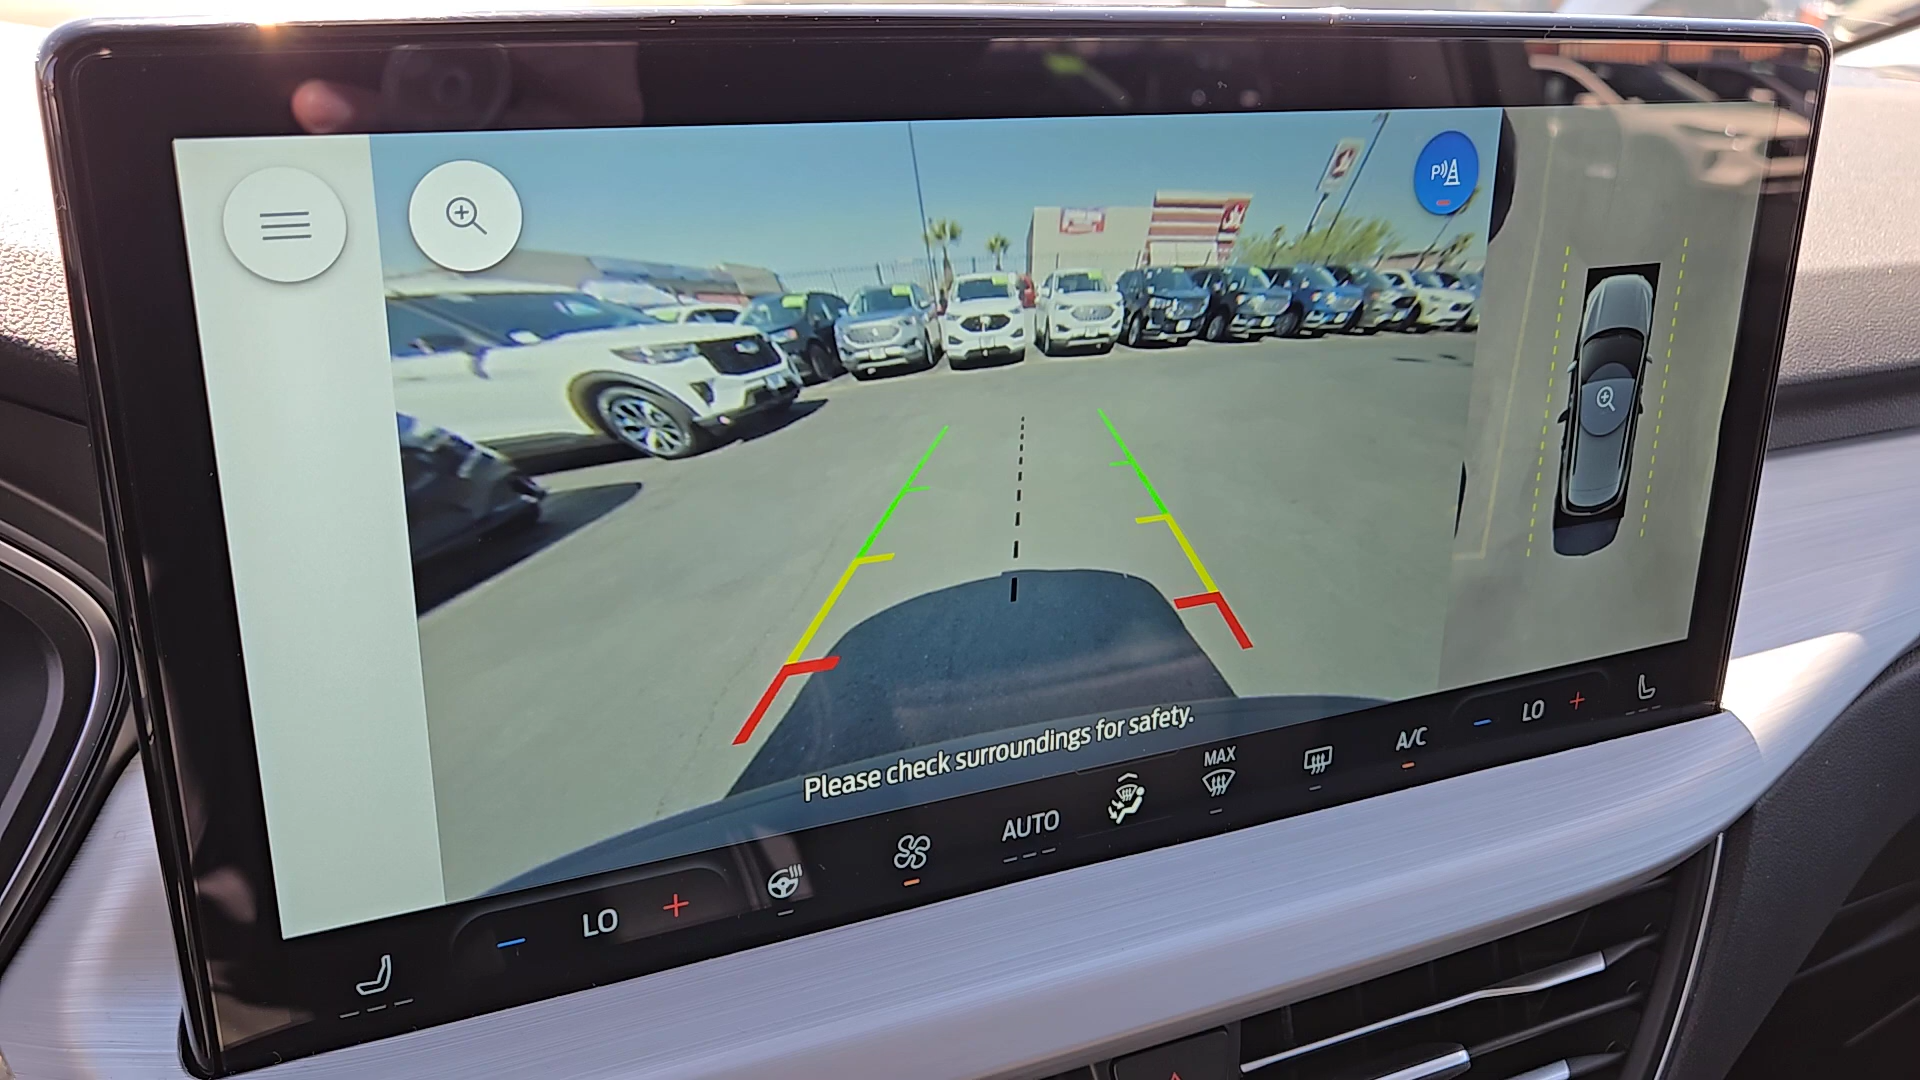 P
Please check surroundings for safety.
LO
AUTO
MAX
A/C
LO